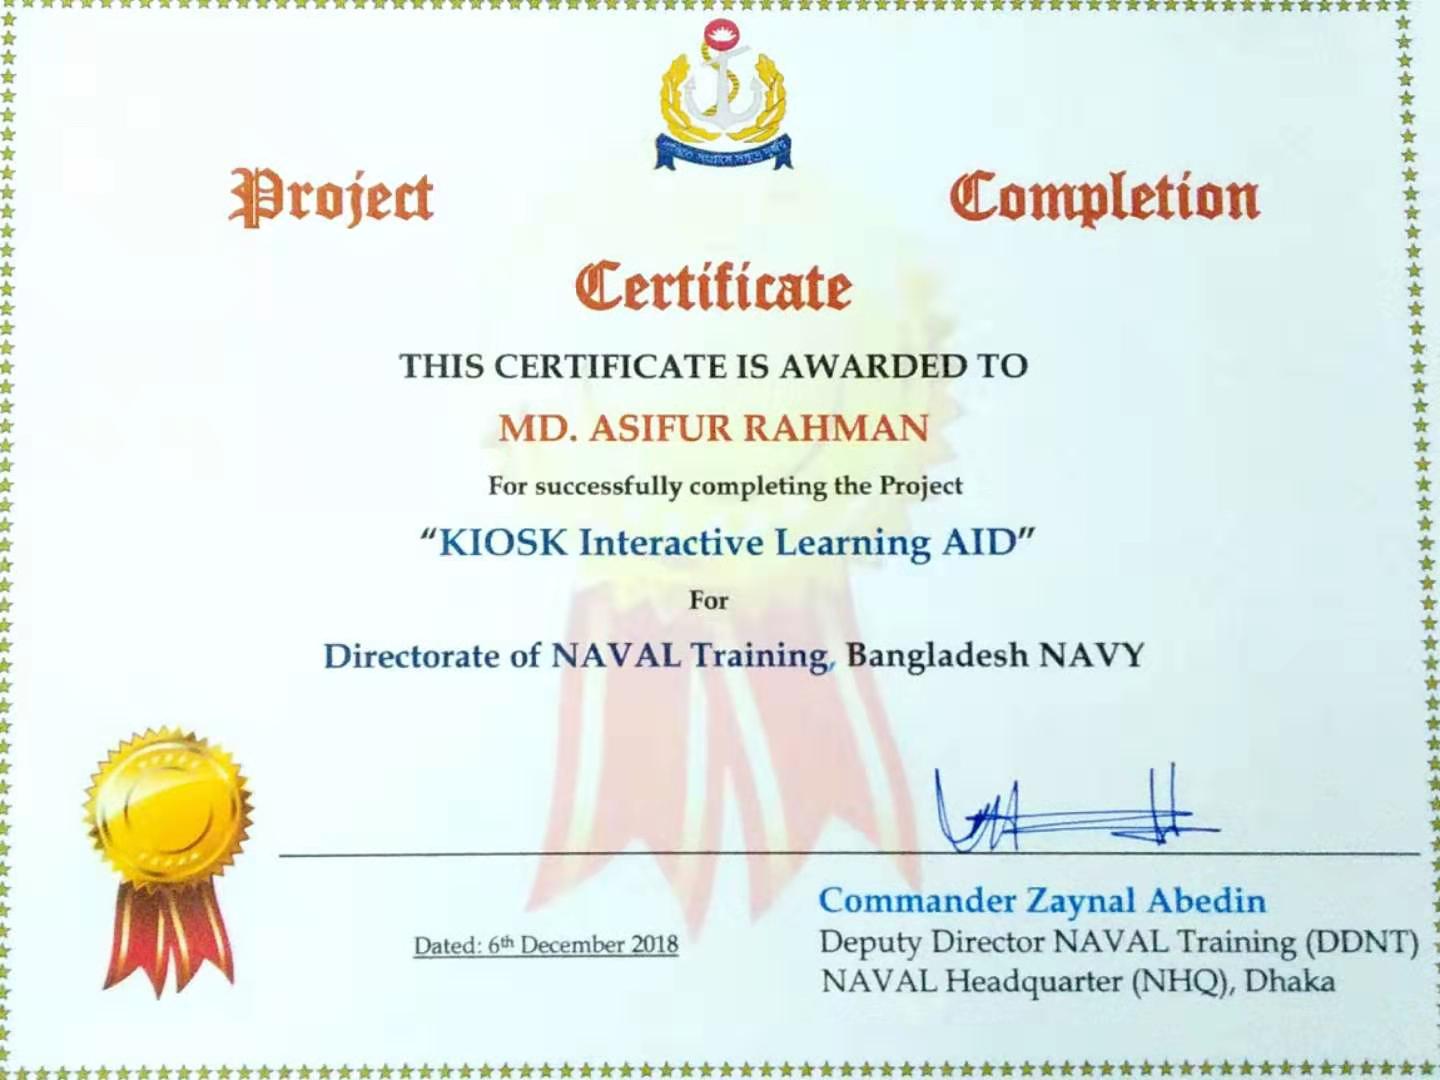 Project Completion
Certificate
THIS CERTIFICATE IS AWARDED TO
MD. ASIFUR RAHMAN
For successfully completing the Project
“KIOSK Interactive Learning AID”
For
Directorate of NAVAL Training, Bangladesh NAVY
Commander Zaynal Abedin
Dated: 6th December 2018
Deputy Director NAVAL Training (DDNT)
NAVAL Headquarter (NHQ), Dhaka